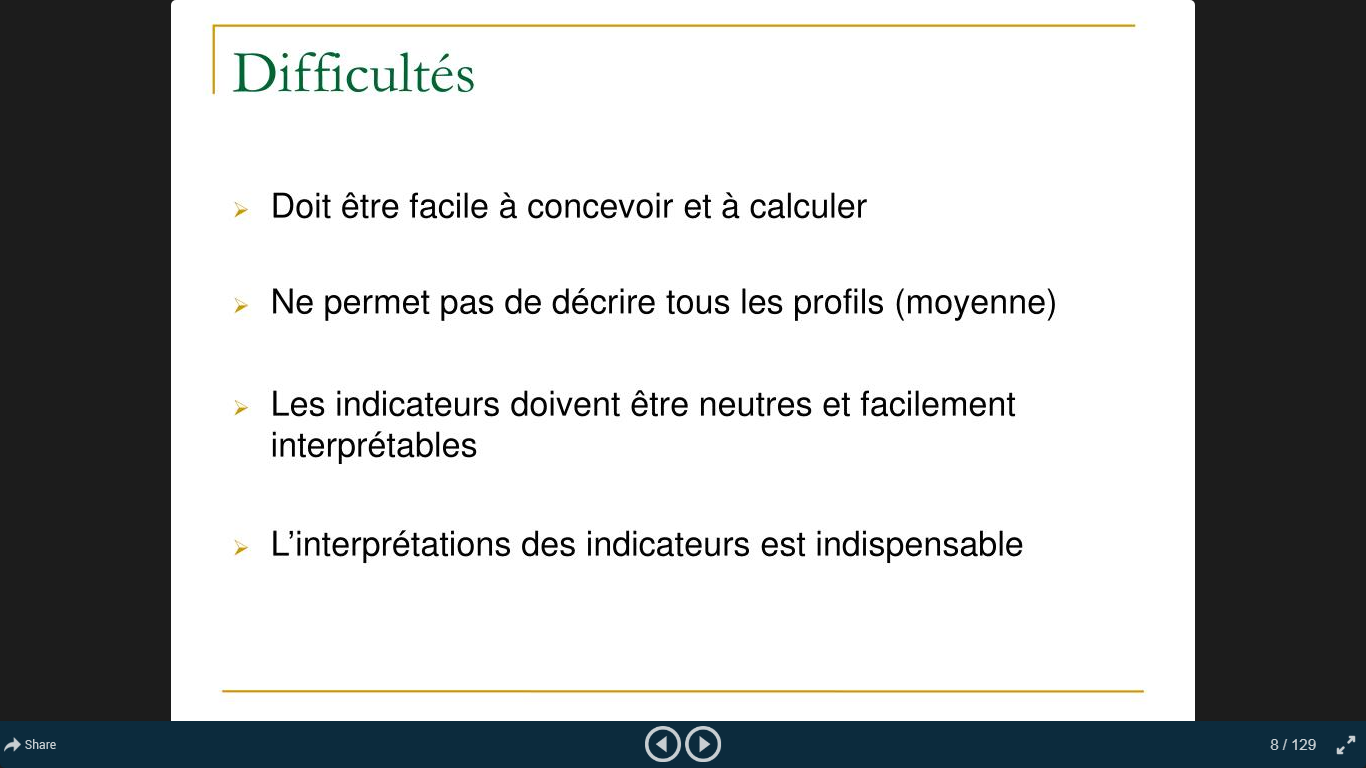 Difficultés
Doit être facile à concevoir et à calculer
Ne permet pas de décrire tous les profils (moyenne)
Les indicateurs doivent être neutres et facilement
interprétables
L’interprétations des indicateurs est indispensable
Share
8 / 129